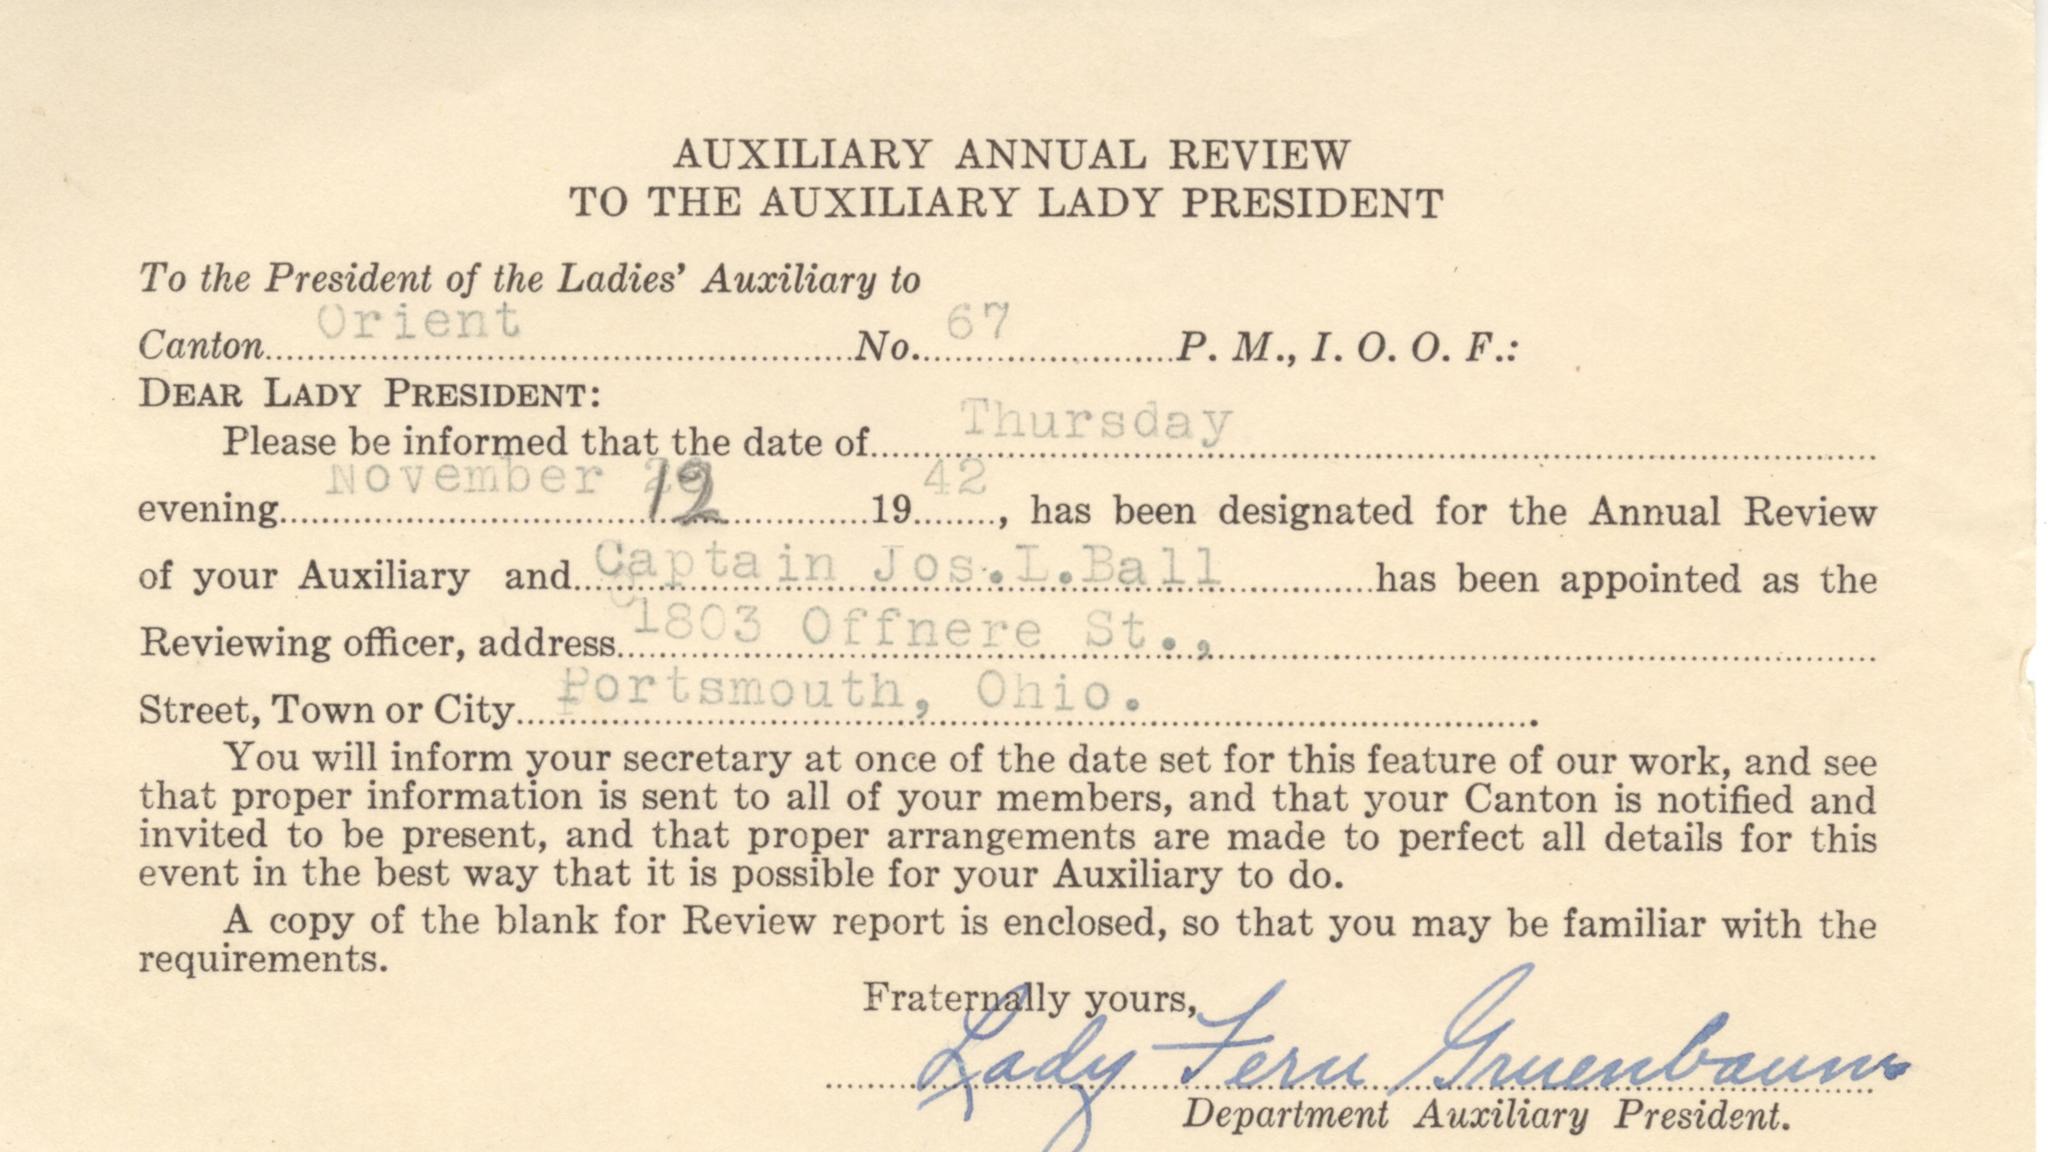 AUXILIARY ANNUAL REVIEW
TO THE AUXILIARY LADY PRESIDENT
To the President of the Ladies' Auxiliary to
Canton Orient No. 67 P. M., I. O. O. F.:
DEAR LADY PRESIDENT:
Please be informed that the date of Thursday
evening November 12 19 42, has been designated for the Annual Review
of your Auxiliary and Captain Jos.L.Ball has been appointed as the
Reviewing officer, address 1803 Offnere St.,
Street, Town or City Portsmouth, Ohio.
You will inform your secretary at once of the date set for this feature of our work, and see
that proper information is sent to all of your members, and that your Canton is notified and
invited to be present, and that proper arrangements are made to perfect all details for this
event in the best way that it is possible for your Auxiliary to do.
A copy of the blank for Review report is enclosed, so that you may be familiar with the
requirements.
Fraternally yours,
Lady Fern Gruenbaum
Department Auxiliary President.